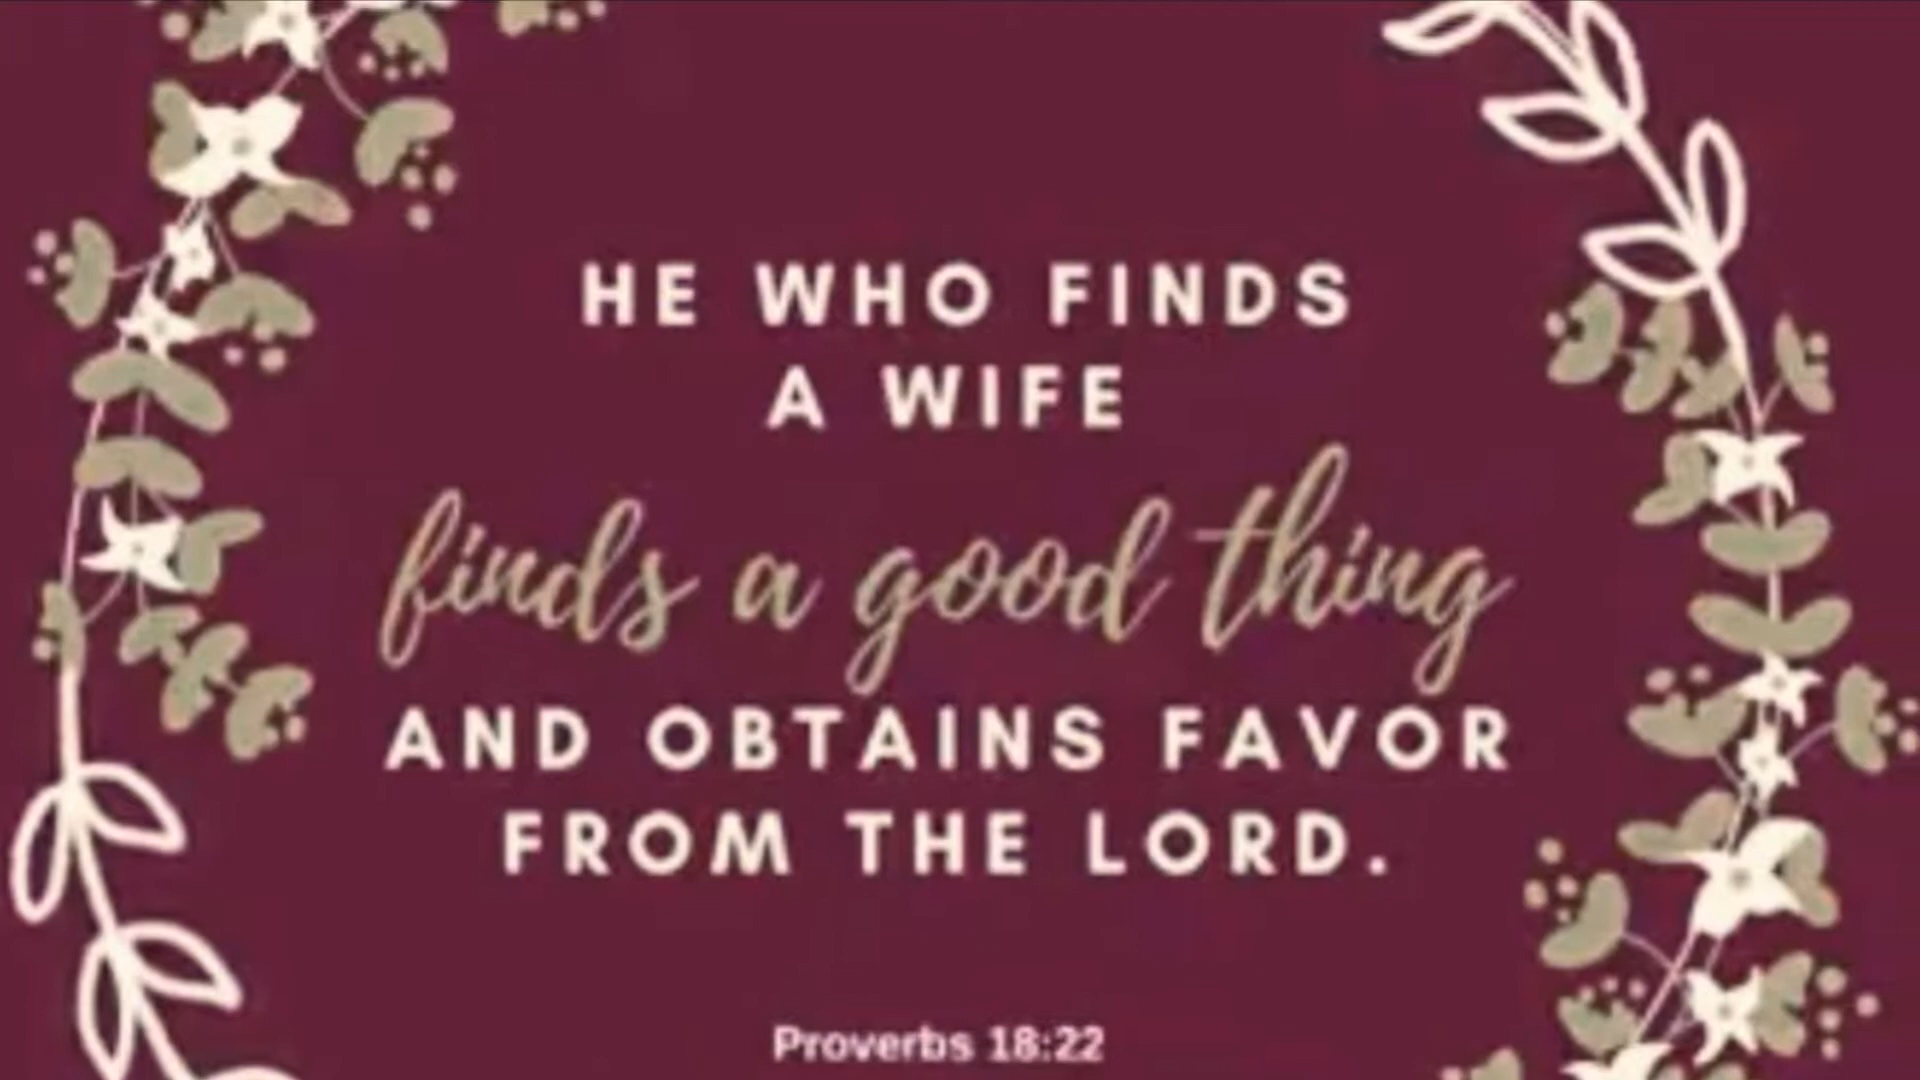 HE WHO FINDS
A WIFE
finds a good thing
AND OBTAINS FAVOR
FROM THE LORD.
Proverbs 18:22